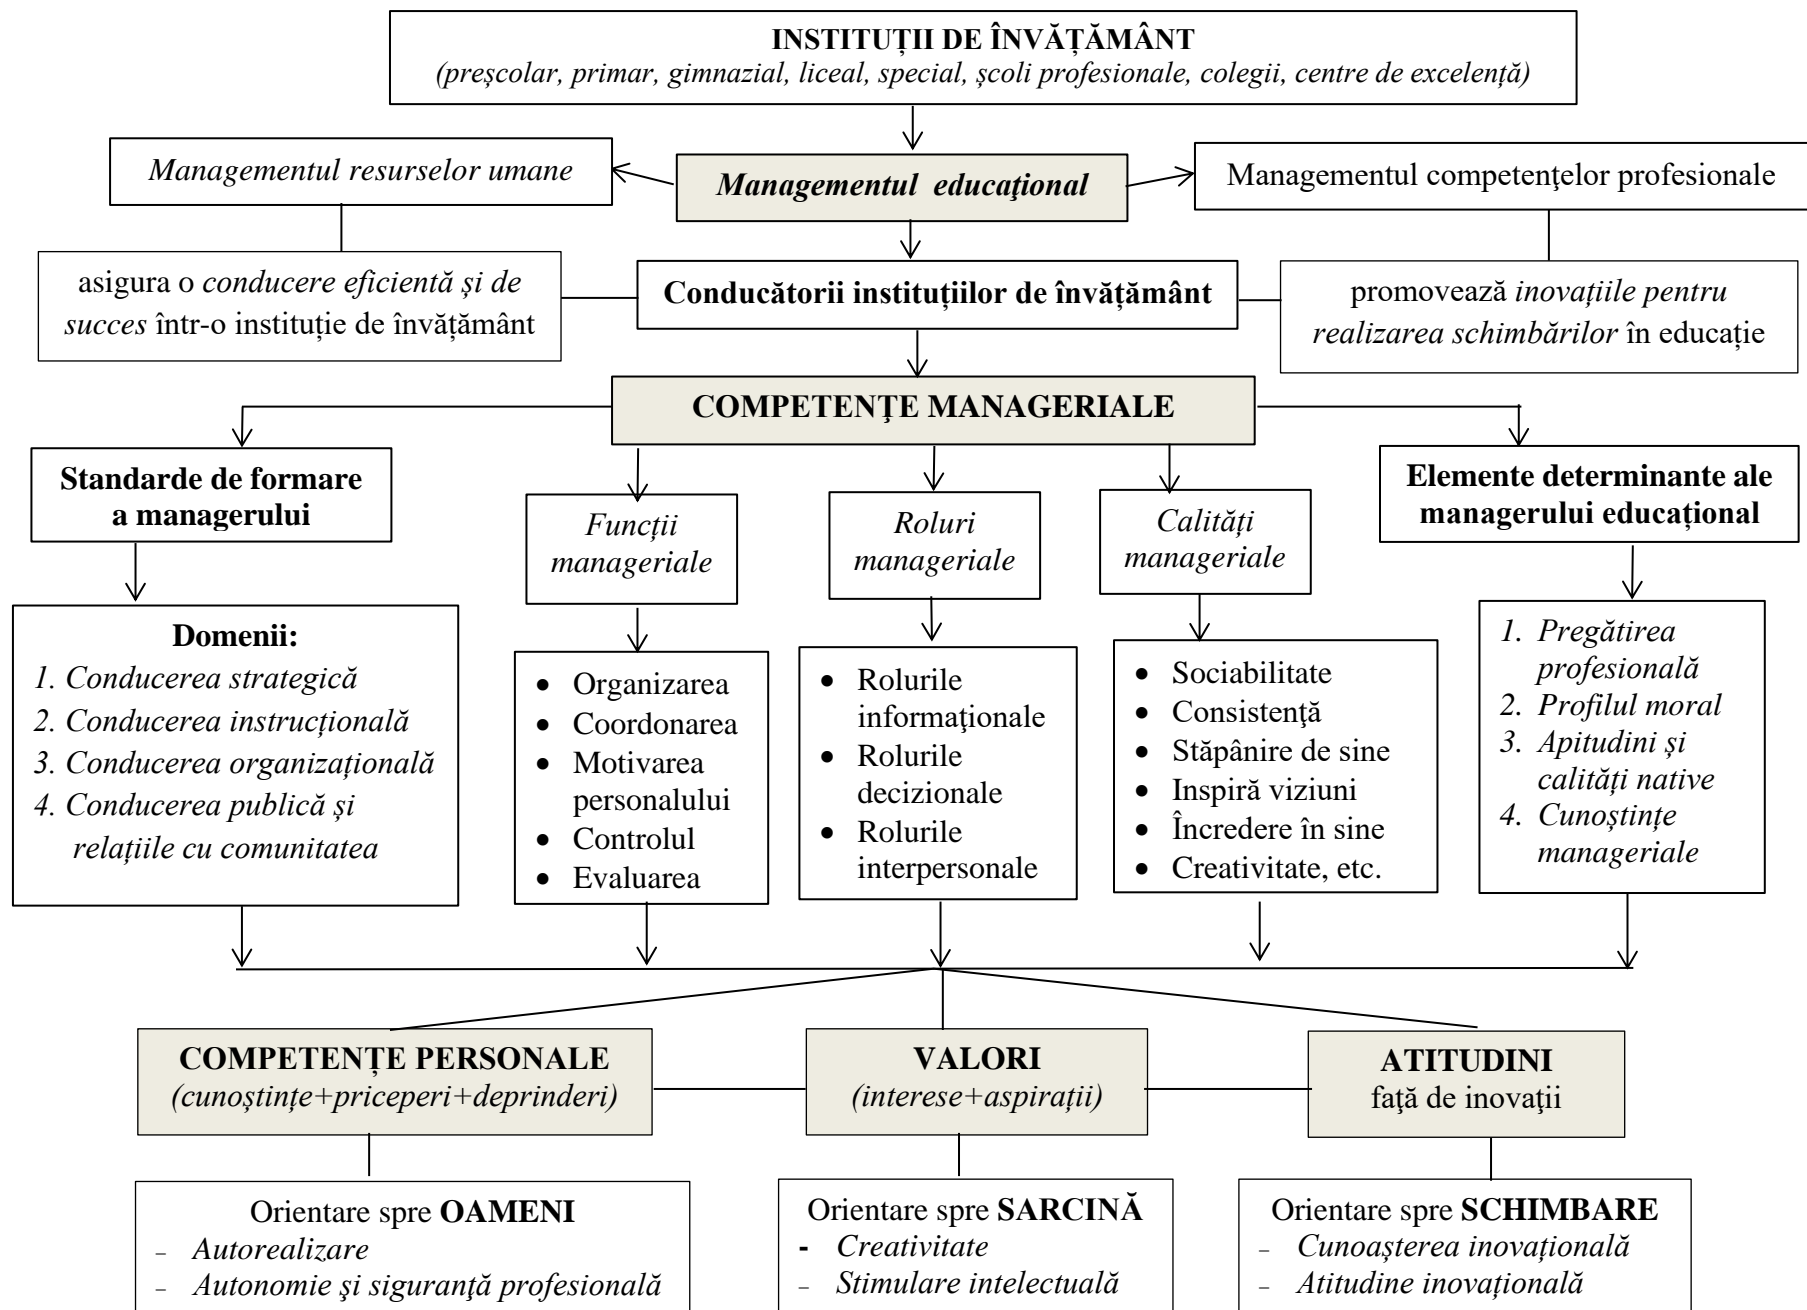 INSTITUȚII DE ÎNVĂȚĂMÂNT
(preșcolar, primar, gimnazial, liceal, special, școli profesionale, colegii, centre de excelență)
Managementul resurselor umane
Managementul educaţional
Managementul competenţelor profesionale
asigura o conducere eficientă și de
succes într-o instituție de învățământ
Conducătorii instituțiilor de învățământ
promovează inovațiile pentru
realizarea schimbărilor în educație
COMPETENŢE MANAGERIALE
Standarde de formare
a managerului
Funcții
manageriale
Roluri
manageriale
Calități
manageriale
Elemente determinante ale
managerului educațional
Domenii:
1. Conducerea strategică
2. Conducerea instrucțională
3. Conducerea organizațională
4. Conducerea publică și
relațiile cu comunitatea
• Organizarea
• Coordonarea
• Motivarea
personalului
• Controlul
• Evaluarea
• Rolurile
informaţionale
• Rolurile
decizionale
• Rolurile
interpersonale
• Sociabilitate
• Consistenţă
• Stăpânire de sine
• Inspiră viziuni
• Încredere în sine
• Creativitate, etc.
1. Pregătirea
profesională
2. Profilul moral
3. Apitudini și
calități native
4. Cunoștințe
manageriale
COMPETENȚE PERSONALE
(cunoștințe+priceperi+deprinderi)
VALORI
(interese+aspirații)
ATITUDINI
faţă de inovaţii
Orientare spre OAMENI
– Autorealizare
– Autonomie şi siguranţă profesională
Orientare spre SARCINĂ
- Creativitate
– Stimulare intelectuală
Orientare spre SCHIMBARE
– Cunoașterea inovațională
– Atitudine inovațională